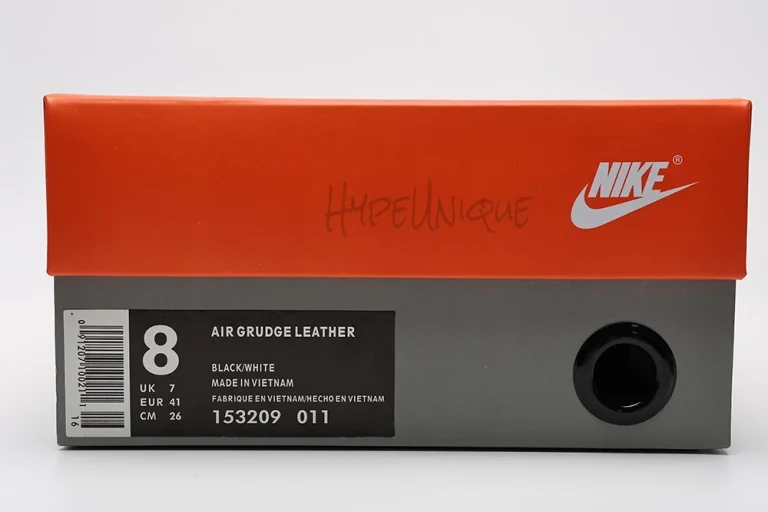 NIKE®
HYPEUNIQUE
8
UK 7
EUR 41
CM 26
AIR GRUDGE LEATHER
BLACK/WHITE
MADE IN VIETNAM
FABRIQUE EN VIETNAM/HECHO EN VIETNAM
153209 011
16